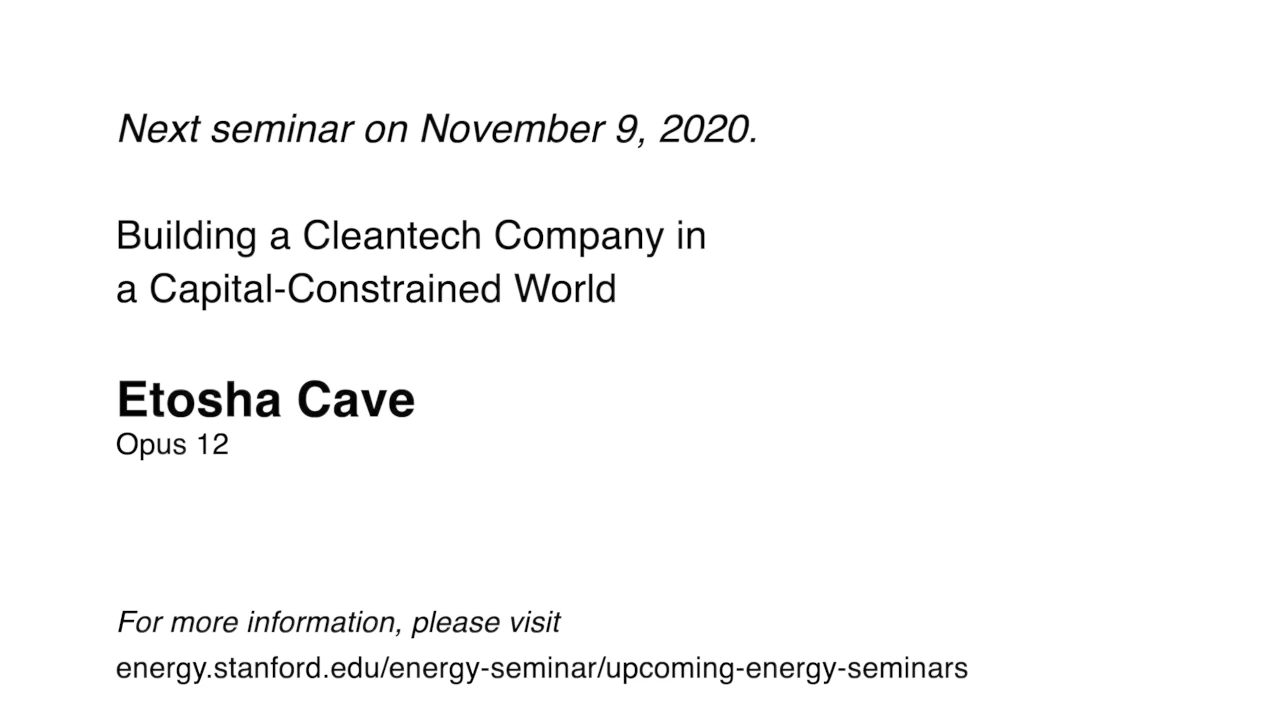 Next seminar on November 9, 2020.
Building a Cleantech Company in
a Capital-Constrained World
Etosha Cave
Opus 12
For more information, please visit
energy.stanford.edu/energy-seminar/upcoming-energy-seminars